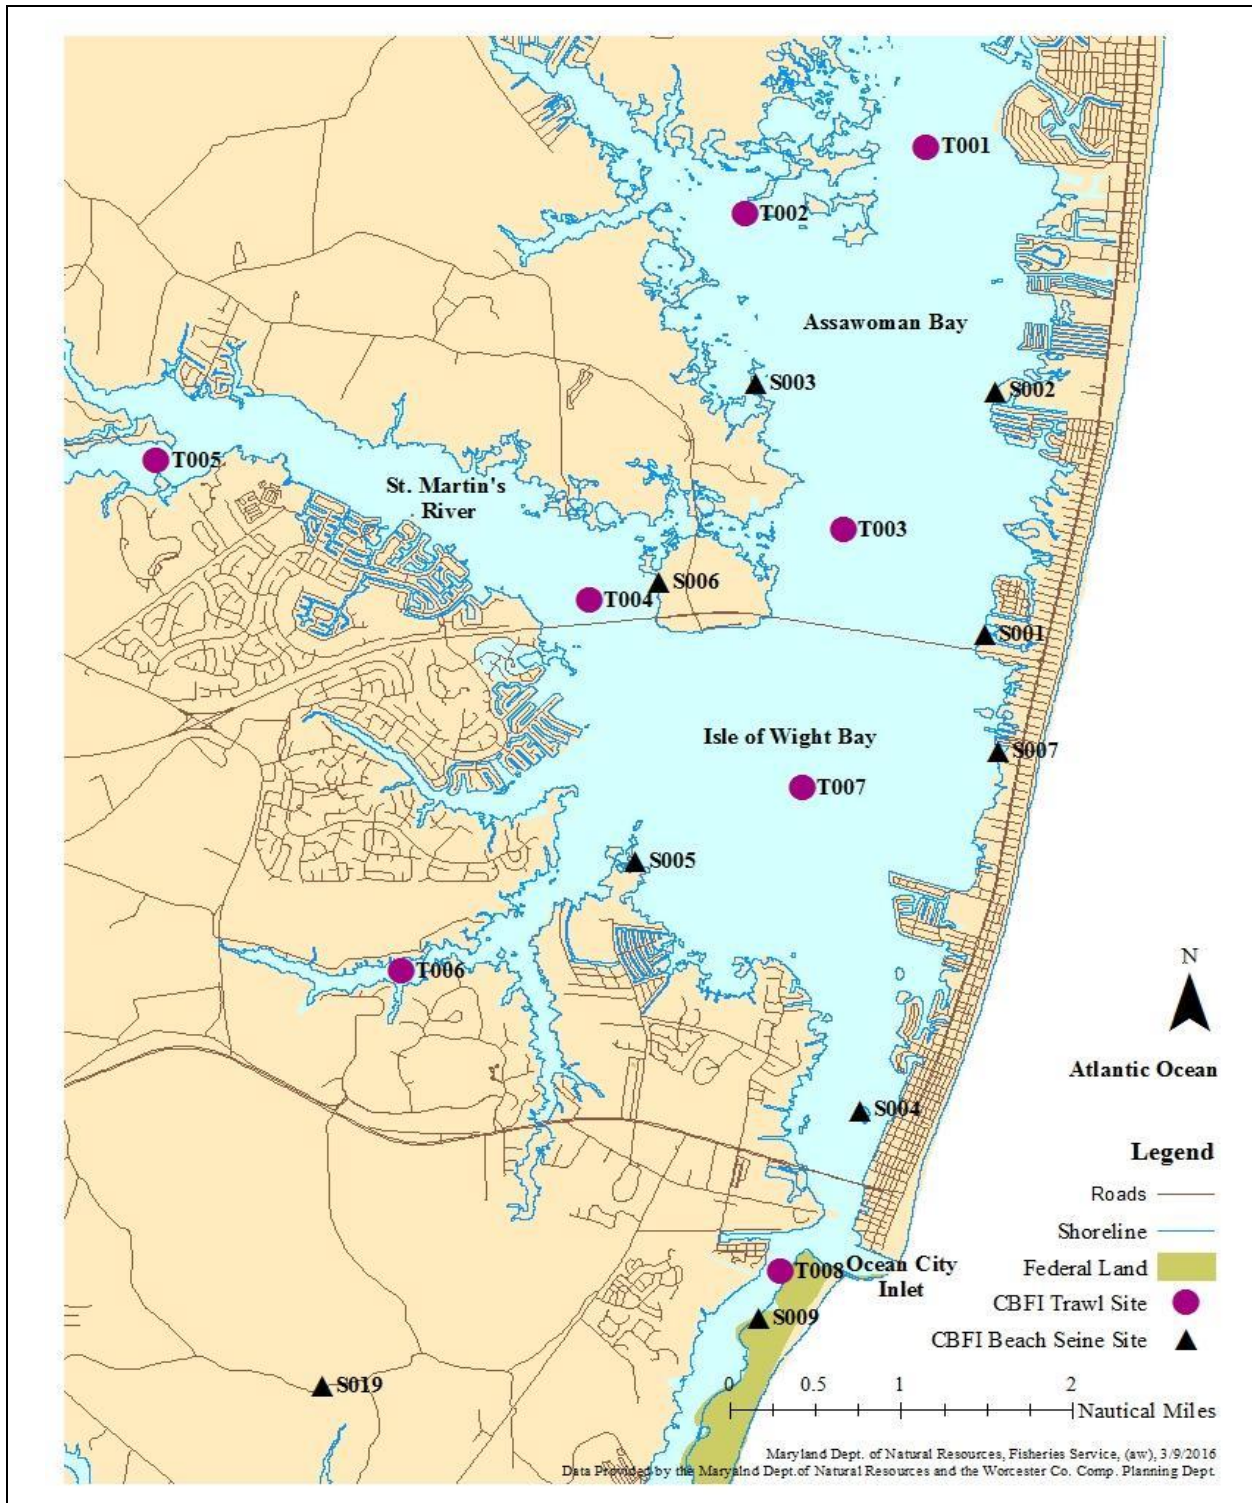 T001
T002
Assawoman Bay
S003
S002
T005
St. Martin's
River
T003
S006
T004
S001
Isle of Wight Bay
S007
T007
S005
T006
N
Atlantic Ocean
S004
Legend
Roads
Shoreline
Ocean City
Inlet
T008
Federal Land
CBFI Trawl Site
S009
CBFI Beach Seine Site
S019
0 0.5 1 2
Nautical Miles
Maryland Dept. of Natural Resources, Fisheries Service, (aw), 3/9/2016
Data Provided by the Maryalnd Dept.of Natural Resources and the Worcester Co. Comp. Planning Dept.